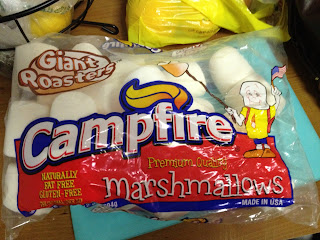 Giant
Roasters
Campfire
Premium Quality
marshmallows
NATURALLY
FAT FREE
GLUTEN-FREE
MADE IN USA